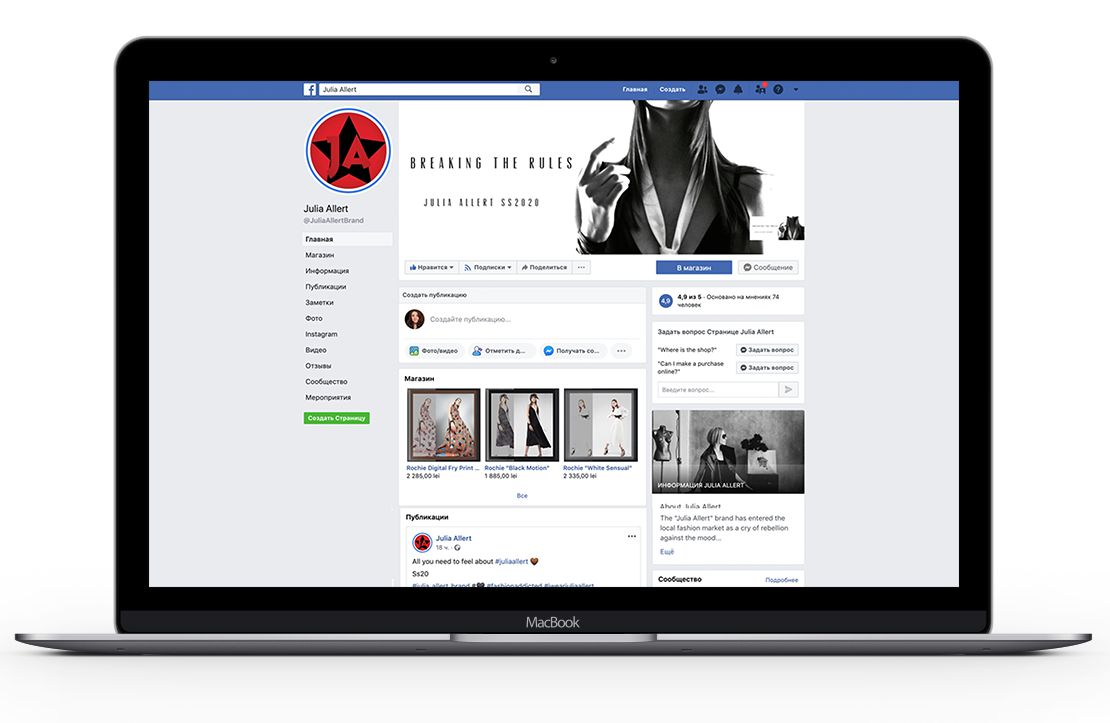 Julia Allert
Главная
Создать
JA
BREAKING THE RULES
JULIA ALLERT SS2020
Julia Allert
@JuliaAllertBrand
Главная
Магазин
Информация
Публикации
Заметки
Фото
Instagram
Видео
Отзывы
Сообщество
Мероприятия
Создать Страницу
Нравится
Подписки
Поделиться
В магазин
Сообщение
Создать публикацию
Создайте публикацию...
Фото/видео
Отметить д...
Получать со...
Магазин
Rochie Digital Fry Print ...
2 285,00 lei
Rochie "Black Motion"
1 885,00 lei
Rochie "White Sensual"
2 335,00 lei
Все
Публикации
Julia Allert
18 ч.
All you need to feel about #juliaallert
Ss20
#julia_allert_brand #🖤 #fashionaddicted #iwearjuliaallert
4,9
4,9 из 5 · Основано на мнениях 74
человек
Задать вопрос Странице Julia Allert
"Where is the shop?"
Задать вопрос
"Can I make a purchase
online?"
Задать вопрос
Введите вопрос...
ИНФОРМАЦИЯ JULIA ALLERT
About Julia Allert
The "Julia Allert" brand has entered the
local fashion market as a cry of rebellion
against the mood...
Ещё
Сообщество
Подробнее
MacBook